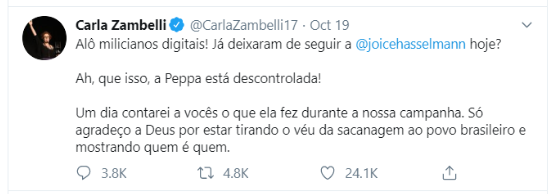 Carla Zambelli @CarlaZambelli17 · Oct 19
Alô milicianos digitais! Já deixaram de seguir a @joicehasselmann hoje?
Ah, que isso, a Peppa está descontrolada!
Um dia contarei a vocês o que ela fez durante a nossa campanha. Só
agradeço a Deus por estar tirando o véu da sacanagem ao povo brasileiro e
mostrando quem é quem.
3.8K 4.8K 24.1K